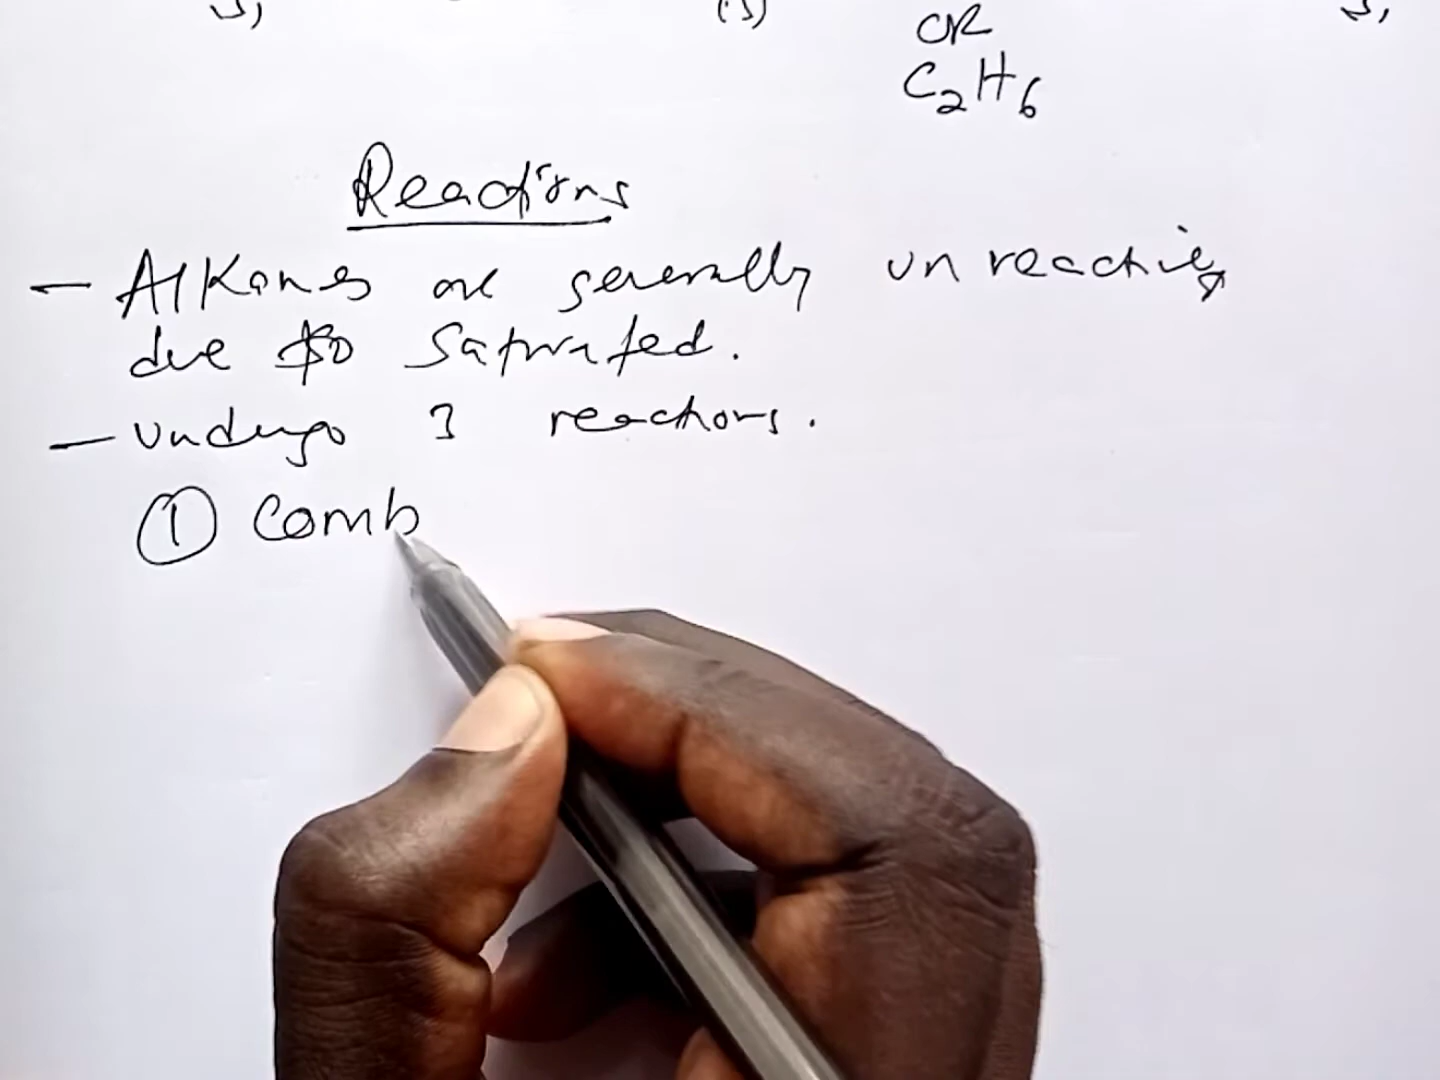 (s)
OR
C₂H₆
Reactions
- Alkanes are generally unreactive
due to saturated.
- Undergo 3 reactions.
① Comb